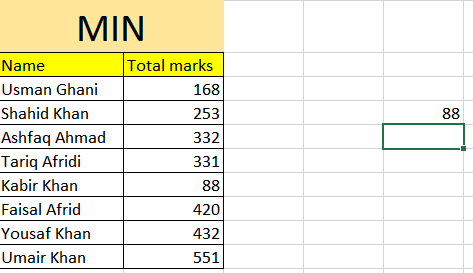 MIN
Name Total marks
Usman Ghani 168
Shahid Khan 253 88
Ashfaq Ahmad 332
Tariq Afridi 331
Kabir Khan 88
Faisal Afrid 420
Yousaf Khan 432
Umair Khan 551